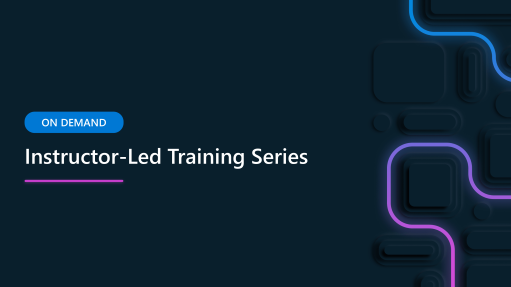 ON DEMAND
Instructor-Led Training Series